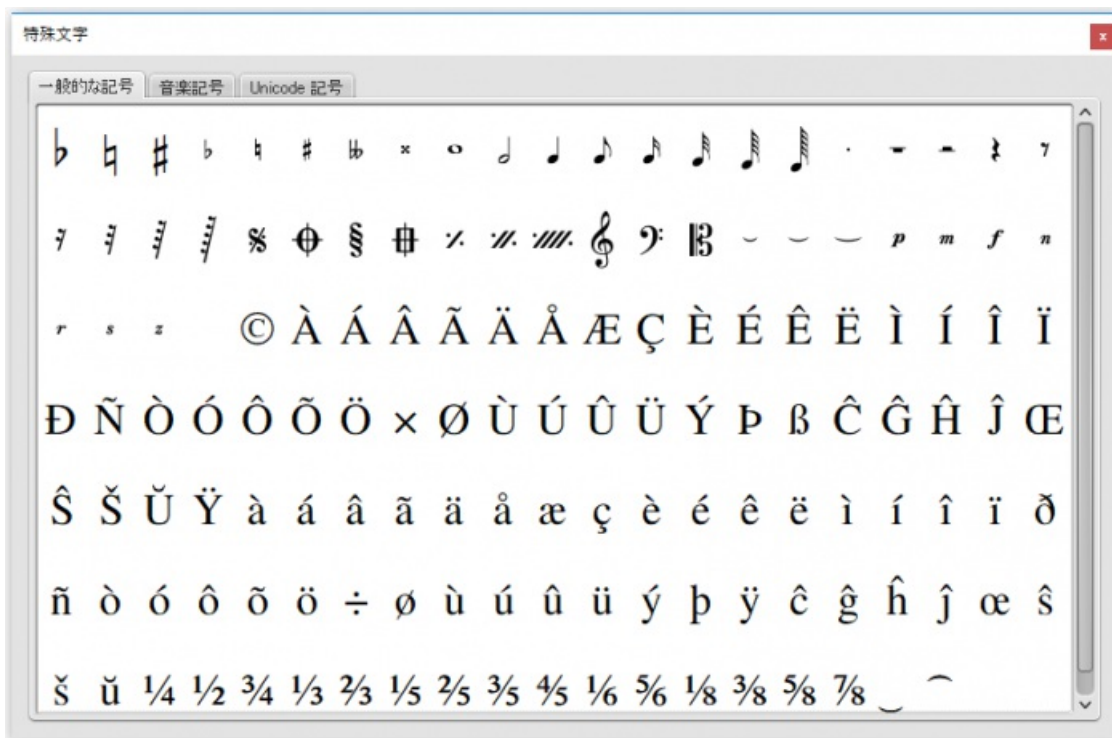 特殊文字
x
一般的な記号 音楽記号 Unicode 記号
♭ ♮ ♯ ♭ ♮ ♯ 𝄫 𝄪 𝅝 𝅗𝅥 𝅘𝅥 𝅘𝅥𝅮 𝅘𝅥𝅯 𝅘𝅥𝅰 𝅘𝅥𝅱 𝅘𝅥𝅲 . 𝄻 𝄼 𝄽 𝄾
𝄿 𝅀 𝅁 𝅂 𝄋 𝄌 § 𝄎 𝄏 𝄞 𝄢 𝄡 p m f n
r s z © À Á Â Ã Ä Å Æ Ç È É Ê Ë Ì Í Î Ï
Ð Ñ Ò Ó Ô Õ Ö × Ø Ù Ú Û Ü Ý Þ ß Ĉ Ĝ Ĥ Ĵ Œ
Ŝ Š Ŭ Ÿ à á â ã ä å æ ç è é ê ë ì í î ï ð
ñ ò ó ô õ ö ÷ ø ù ú û ü ý þ ÿ ĉ ĝ ĥ ĵ œ ŝ
š ŭ ¼ ½ ¾ ⅓ ⅔ ⅕ ⅖ ⅗ ⅘ ⅙ ⅚ ⅛ ⅜ ⅝ ⅞ ‿ ⁀